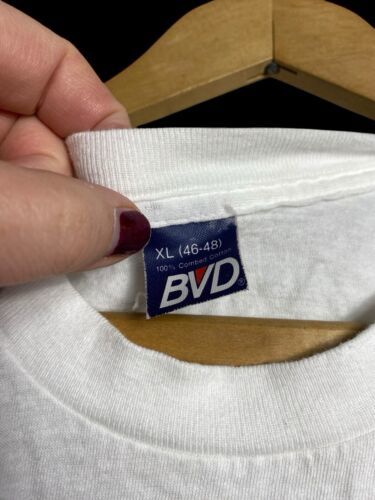 XL (46-48)
100% Combed Cotton
BVD®